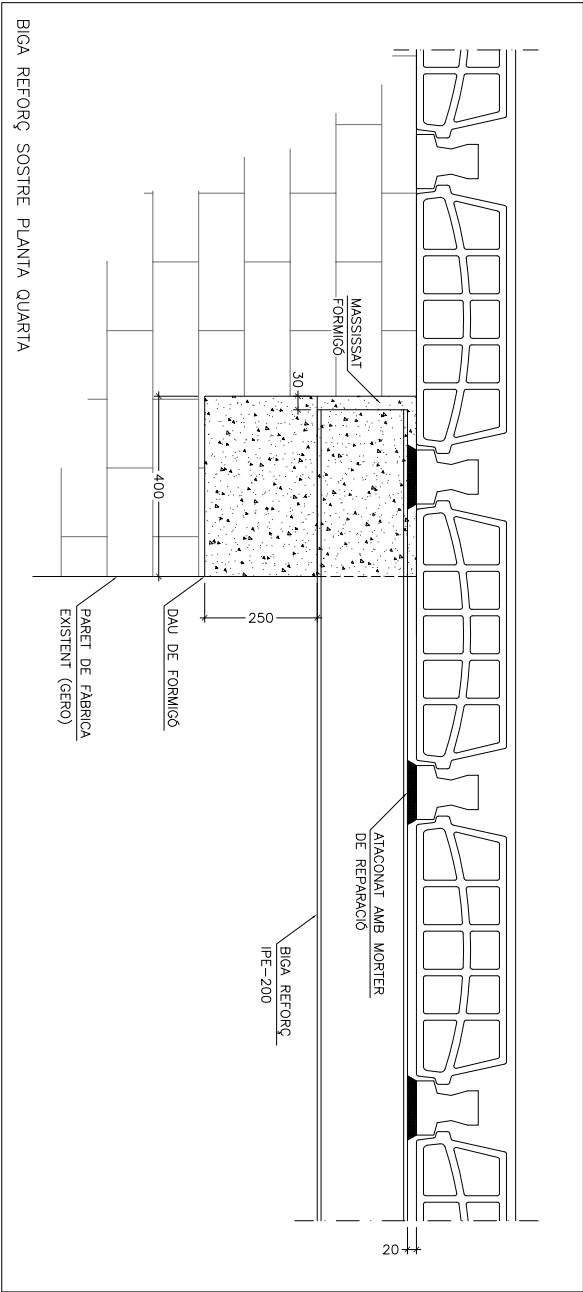 MASSISSAT
FORMIGÓ
30
400
250
20
ATACONAT AMB MORTER
DE REPARACIÓ
BIGA REFORÇ
IPE-200
DAU DE FORMIGÓ
PARET DE FÀBRICA
EXISTENT (GERO)
BIGA REFORÇ SOSTRE PLANTA QUARTA